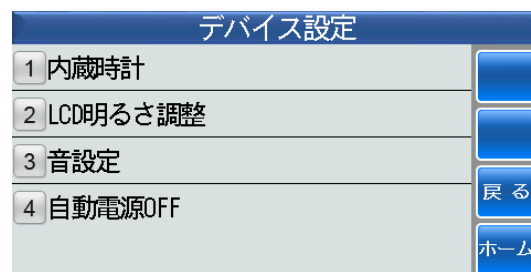 デバイス設定
1 内蔵時計
2 LCD明るさ調整
3 音設定
4 自動電源OFF
戻る
ホーム